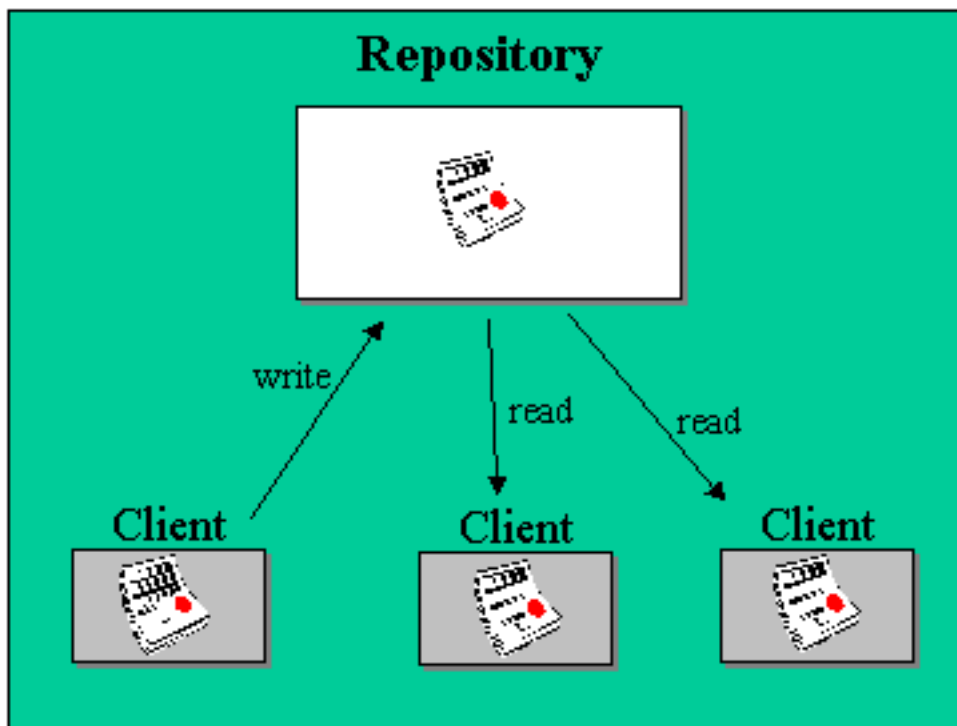 Repository
write
read
read
Client
Client
Client